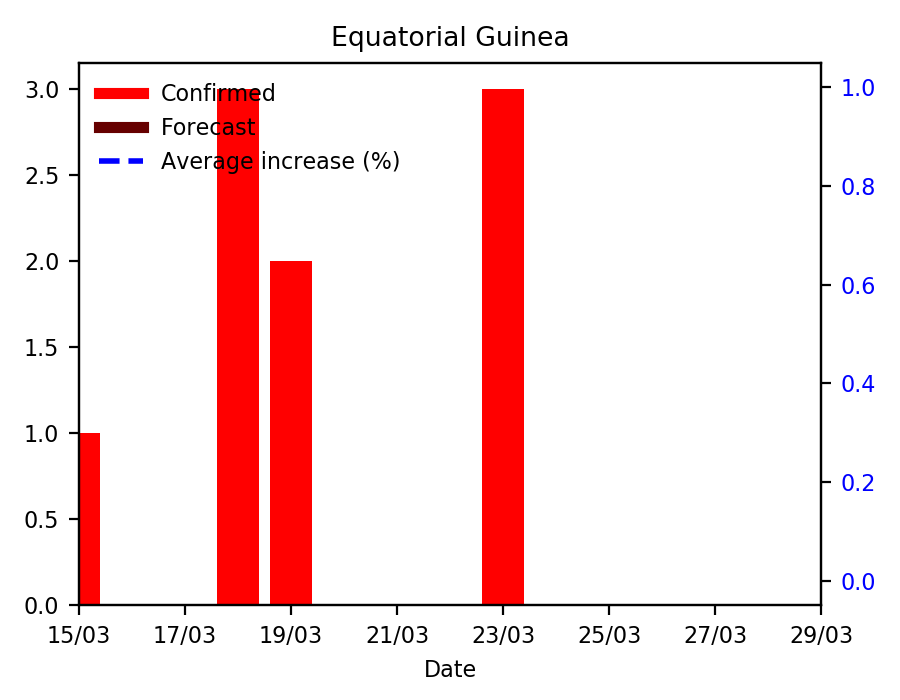 Equatorial Guinea
Confirmed
Forecast
Average increase (%)
3.0
2.5
2.0
1.5
1.0
0.5
0.0
1.0
0.8
0.6
0.4
0.2
0.0
15/03 17/03 19/03 21/03 23/03 25/03 27/03 29/03
Date